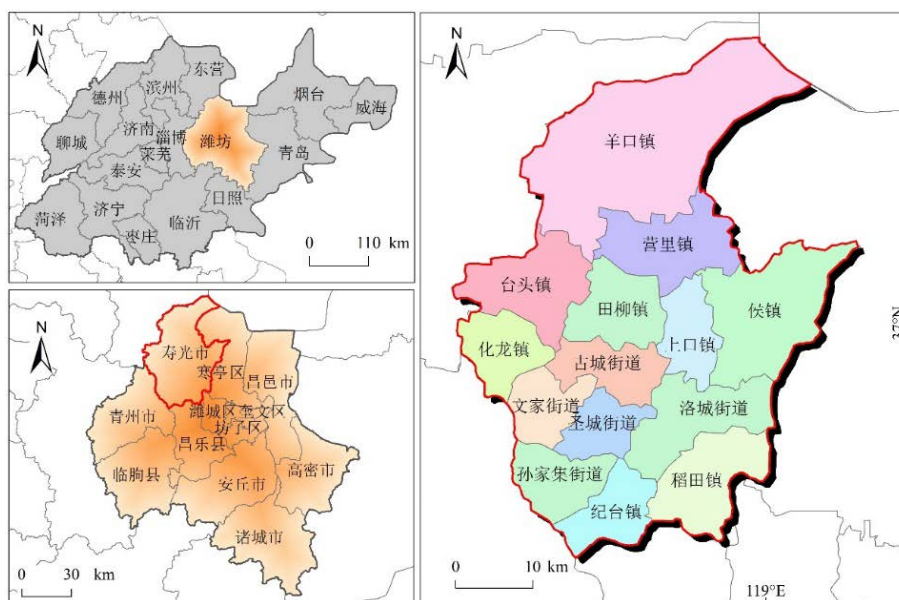 N
东营
滨州
德州
烟台
威海
济南
淄博
潍坊
聊城
莱芜
青岛
泰安
日照
菏泽
济宁
临沂
枣庄
0 110 km
N
寿光市
寒亭区
昌邑市
青州市
潍城区
奎文区
坊子区
昌乐县
临朐县
高密市
安丘市
诸城市
0 30 km
N
羊口镇
营里镇
台头镇
田柳镇
侯镇
上口镇
化龙镇
古城街道
文家街道
圣城街道
洛城街道
孙家集街道
稻田镇
纪台镇
0 10 km
37°N
119°E